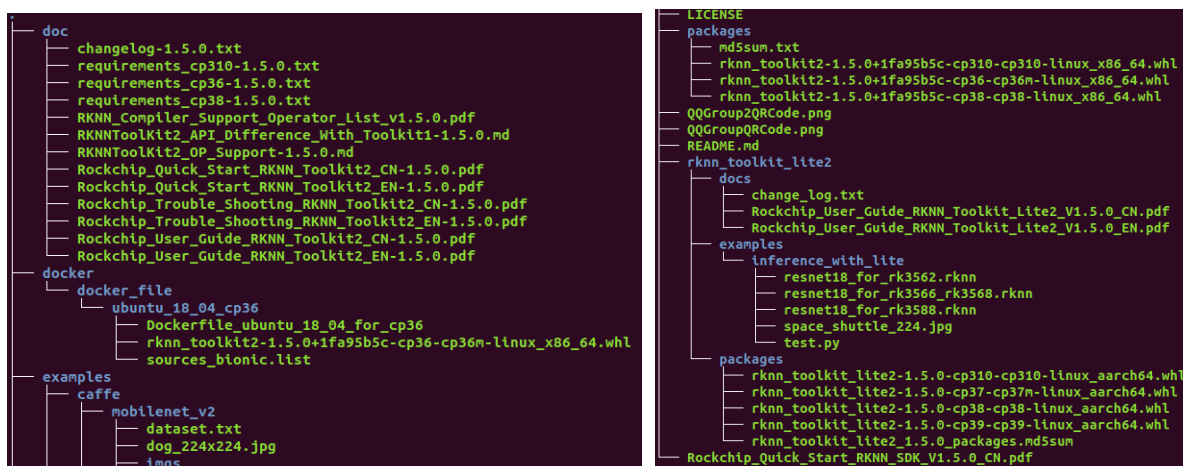 .
doc
changelog-1.5.0.txt
requirements_cp310-1.5.0.txt
requirements_cp36-1.5.0.txt
requirements_cp38-1.5.0.txt
RKNN_Compiler_Support_Operator_List_v1.5.0.pdf
RKNNToolKit2_API_Difference_With_Toolkit1-1.5.0.md
RKNNToolKit2_OP_Support-1.5.0.md
Rockchip_Quick_Start_RKNN_Toolkit2_CN-1.5.0.pdf
Rockchip_Quick_Start_RKNN_Toolkit2_EN-1.5.0.pdf
Rockchip_Trouble_Shooting_RKNN_Toolkit2_CN-1.5.0.pdf
Rockchip_Trouble_Shooting_RKNN_Toolkit2_EN-1.5.0.pdf
Rockchip_User_Guide_RKNN_Toolkit2_CN-1.5.0.pdf
Rockchip_User_Guide_RKNN_Toolkit2_EN-1.5.0.pdf
docker
docker_file
ubuntu_18_04_cp36
Dockerfile_ubuntu_18_04_for_cp36
rknn_toolkit2-1.5.0+1fa95b5c-cp36-cp36m-linux_x86_64.whl
sources_bionic.list
examples
caffe
mobilenet_v2
dataset.txt
dog_224x224.jpg
imgs
LICENSE
packages
md5sum.txt
rknn_toolkit2-1.5.0+1fa95b5c-cp310-cp310-linux_x86_64.whl
rknn_toolkit2-1.5.0+1fa95b5c-cp36-cp36m-linux_x86_64.whl
rknn_toolkit2-1.5.0+1fa95b5c-cp38-cp38-linux_x86_64.whl
QQGroup2QRCode.png
QQGroupQRCode.png
README.md
rknn_toolkit_lite2
docs
change_log.txt
Rockchip_User_Guide_RKNN_Toolkit_Lite2_V1.5.0_CN.pdf
Rockchip_User_Guide_RKNN_Toolkit_Lite2_V1.5.0_EN.pdf
examples
inference_with_lite
resnet18_for_rk3562.rknn
resnet18_for_rk3566_rk3568.rknn
resnet18_for_rk3588.rknn
space_shuttle_224.jpg
test.py
packages
rknn_toolkit_lite2-1.5.0-cp310-cp310-linux_aarch64.whl
rknn_toolkit_lite2-1.5.0-cp37-cp37m-linux_aarch64.whl
rknn_toolkit_lite2-1.5.0-cp38-cp38-linux_aarch64.whl
rknn_toolkit_lite2-1.5.0-cp39-cp39-linux_aarch64.whl
rknn_toolkit_lite2_1.5.0_packages.md5sum
Rockchip_Quick_Start_RKNN_SDK_V1.5.0_CN.pdf